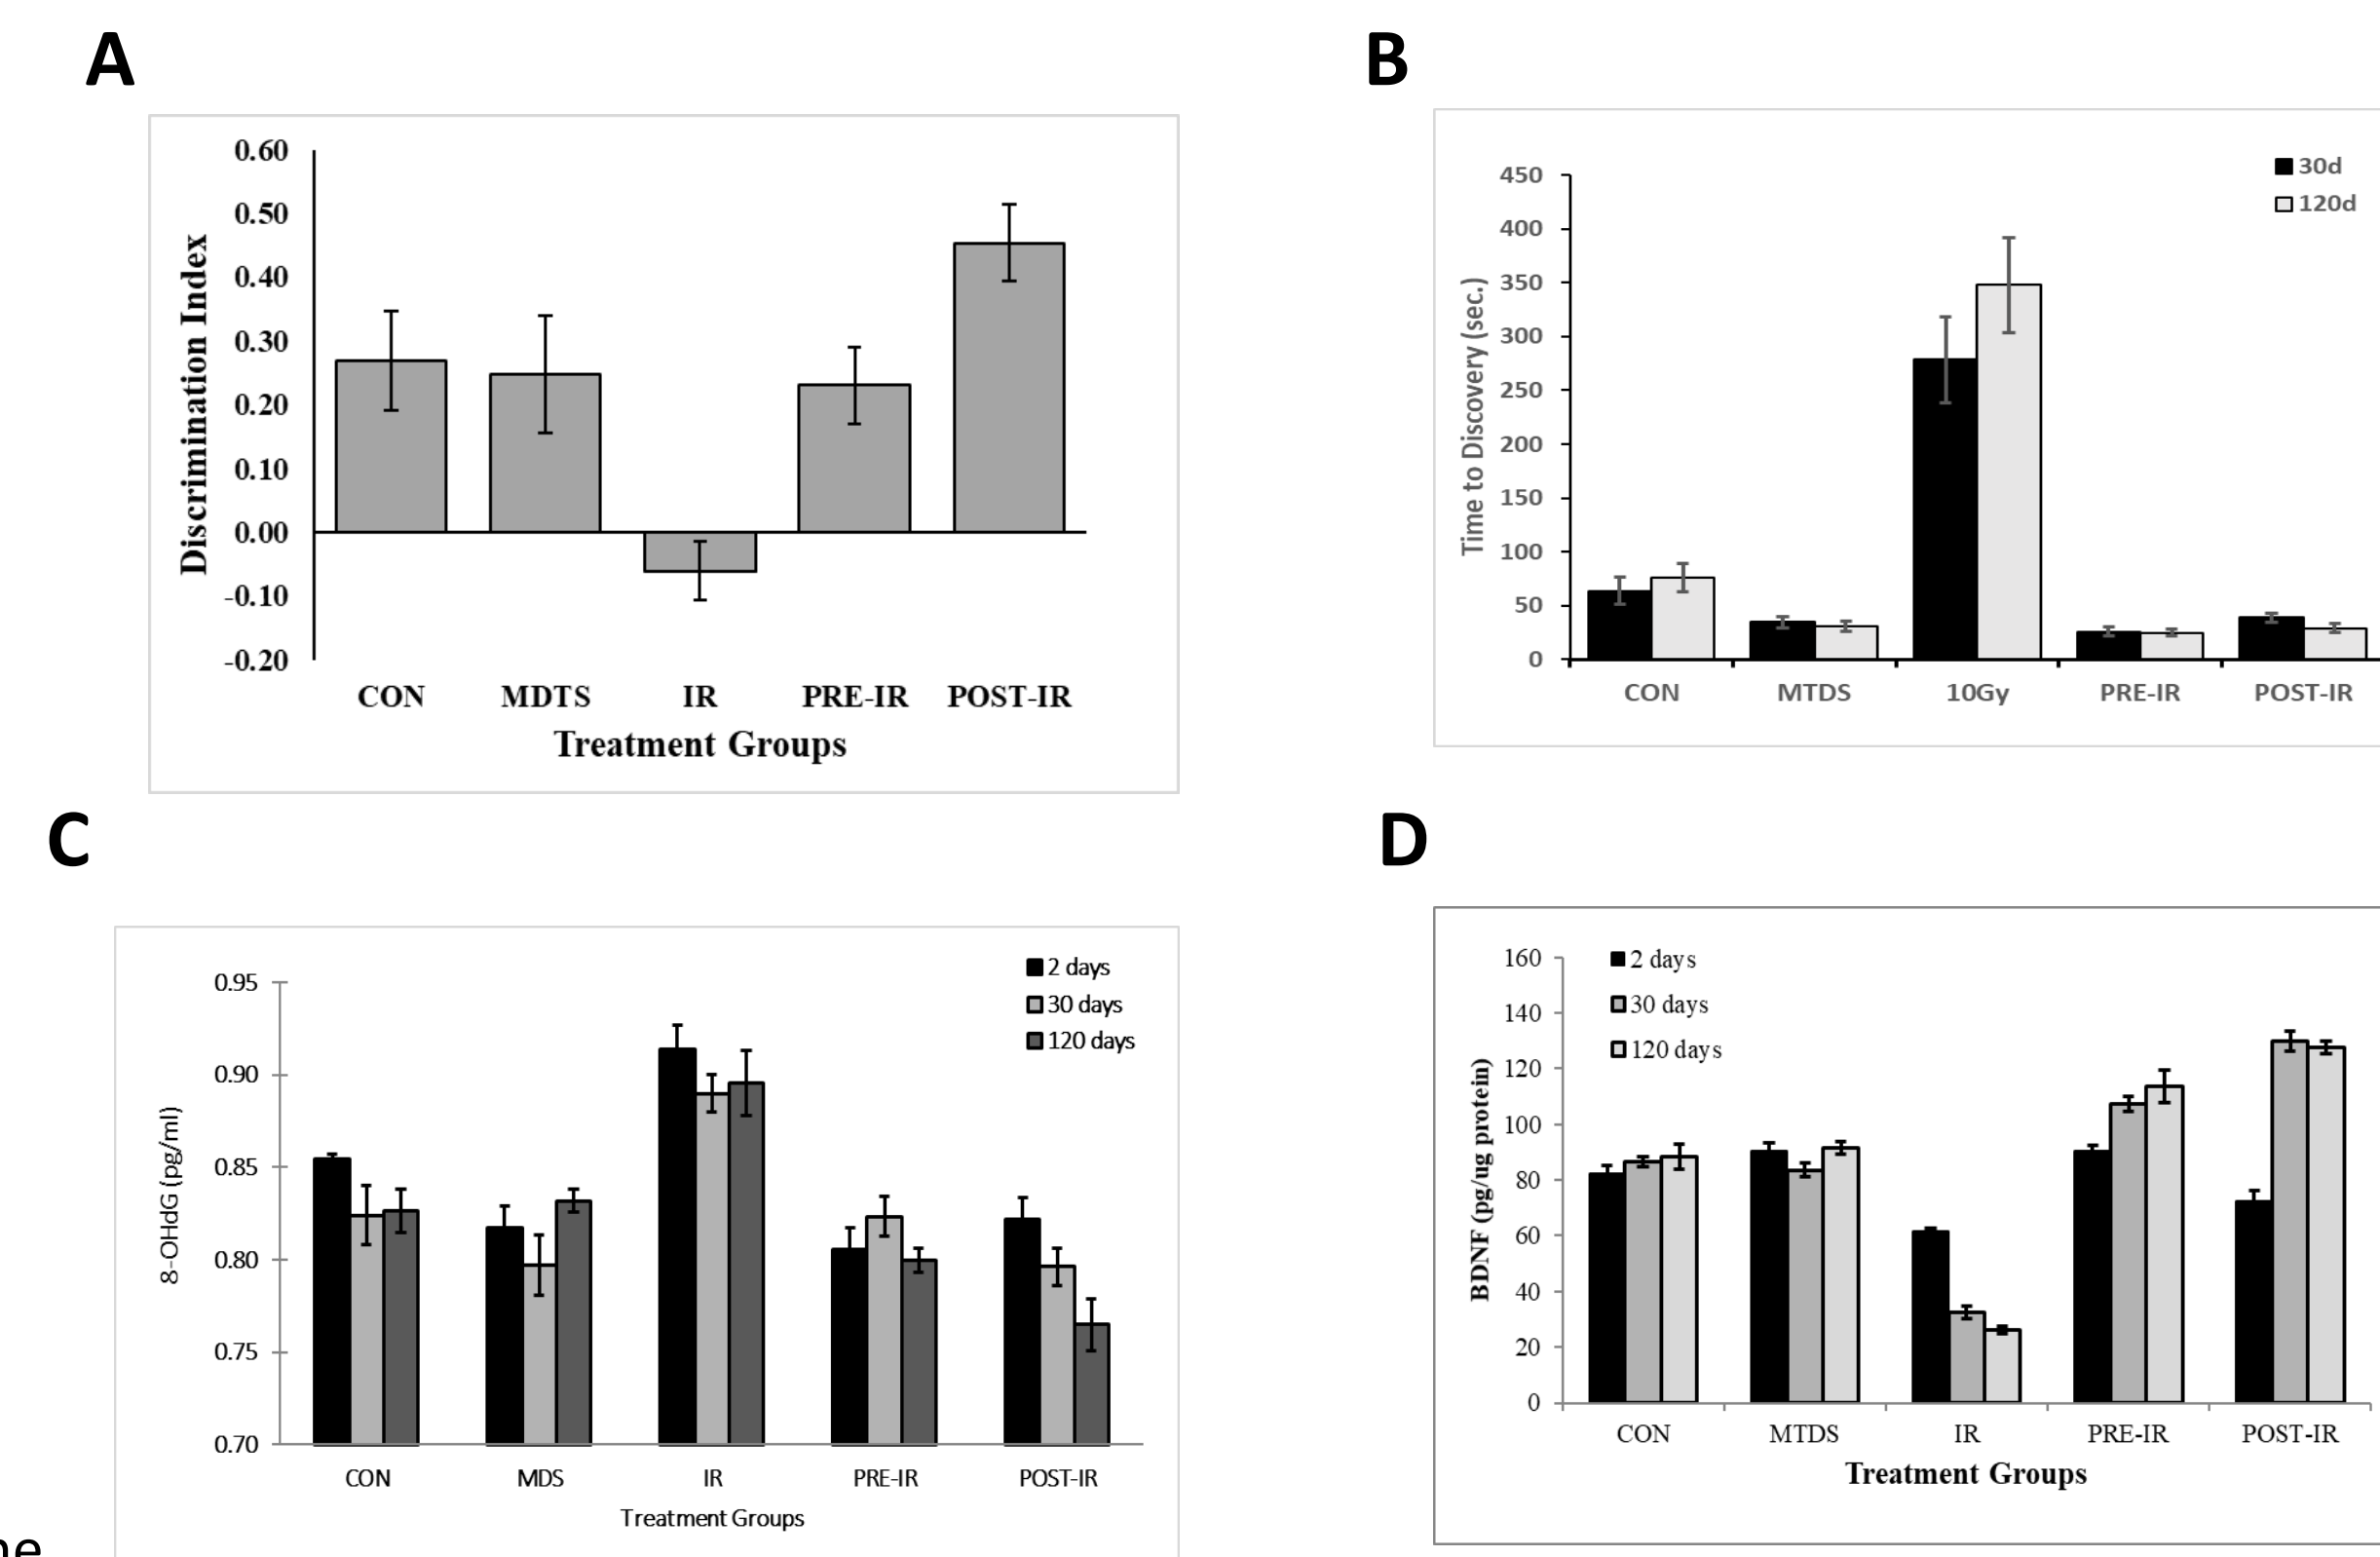 A
0.60
0.50
0.40
0.30
0.20
0.10
0.00
-0.10
-0.20
Discrimination Index
CON MDTS IR PRE-IR POST-IR
Treatment Groups
B
30d
120d
450
400
350
300
250
200
150
100
50
0
Time to Discovery (sec.)
CON MTDS 10Gy PRE-IR POST-IR
C
2 days
30 days
120 days
0.95
0.90
0.85
0.80
0.75
0.70
8-OHdG (pg/ml)
CON MDS IR PRE-IR POST-IR
Treatment Groups
D
2 days
30 days
120 days
160
140
120
100
80
60
40
20
0
BDNF (pg/ug protein)
CON MTDS IR PRE-IR POST-IR
Treatment Groups